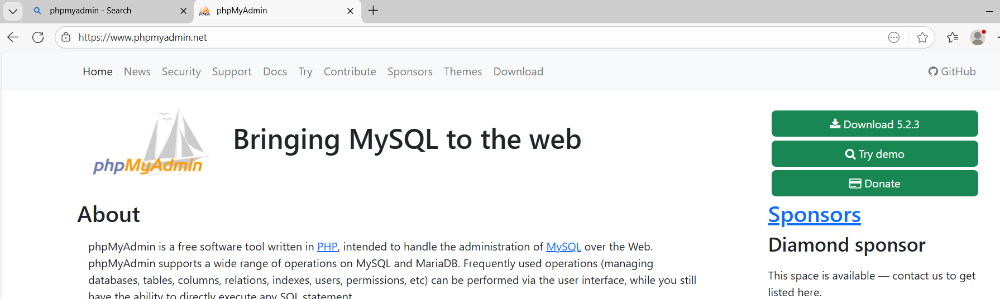 phpmyadmin - Search
phpMyAdmin
https://www.phpmyadmin.net
Home News Security Support Docs Try Contribute Sponsors Themes Download GitHub
phpMyAdmin
Bringing MySQL to the web
Download 5.2.3
Try demo
Donate
About
phpMyAdmin is a free software tool written in PHP, intended to handle the administration of MySQL over the Web.
phpMyAdmin supports a wide range of operations on MySQL and MariaDB. Frequently used operations (managing
databases, tables, columns, relations, indexes, users, permissions, etc) can be performed via the user interface, while you still
have the ability to directly execute any SQL statement.
Sponsors
Diamond sponsor
This space is available — contact us to get
listed here.